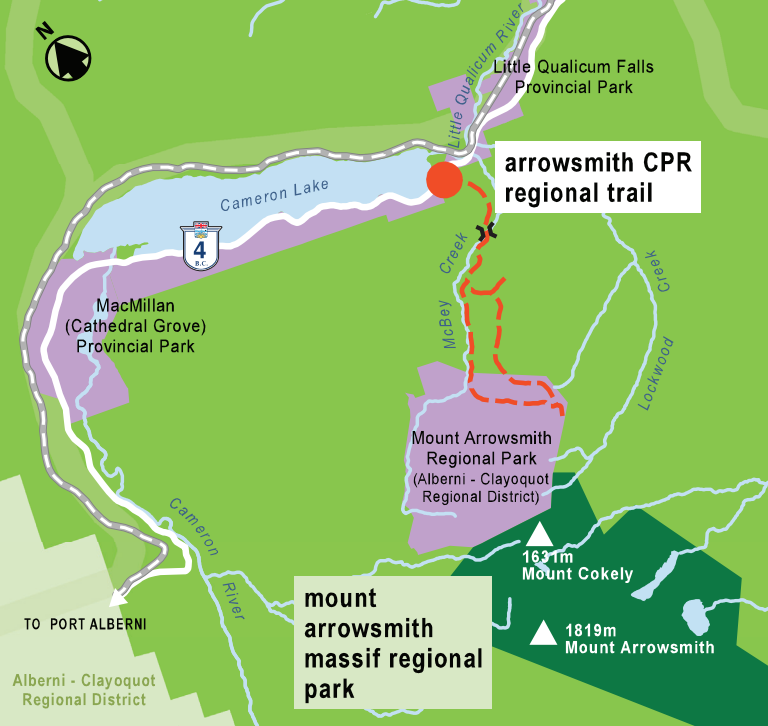 N
Little Qualicum River
Little Qualicum Falls
Provincial Park
arrowsmith CPR
regional trail
Cameron Lake
4
B.C.
McBey Creek
Lockwood Creek
MacMillan
(Cathedral Grove)
Provincial Park
Mount Arrowsmith
Regional Park
(Alberni - Clayoquot
Regional District)
Cameron River
1631m
Mount Cokely
mount
arrowsmith
massif regional
park
1819m
Mount Arrowsmith
TO PORT ALBERNI
Alberni - Clayoquot
Regional District